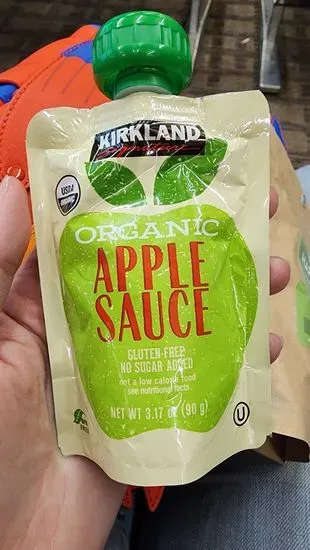 KIRKLAND
Signature
USDA
ORGANIC
ORGANIC
APPLE
SAUCE
GLUTEN-FREE
NO SUGAR ADDED
not a low calorie food
see nutritional facts
NET WT 3.17 oz (90 g)
U